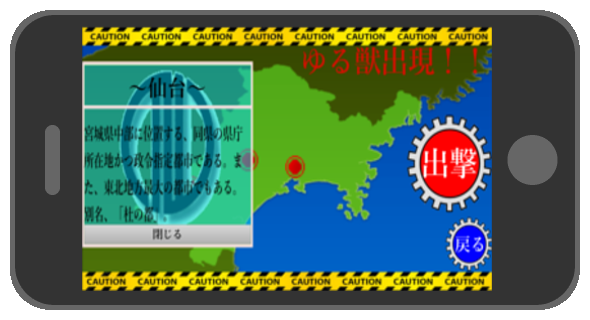 CAUTION CAUTION CAUTION CAUTION CAUTION CAUTION CAUTION CAUTION
ゆる獣出現！！
～仙台～
宮城県中部に位置する、同県の県庁
所在地かつ政令指定都市である。ま
た、東北地方最大の都市でもある。
別名、「杜の都」。
閉じる
出撃
戻る
CAUTION CAUTION CAUTION CAUTION CAUTION CAUTION CAUTION CAUTION